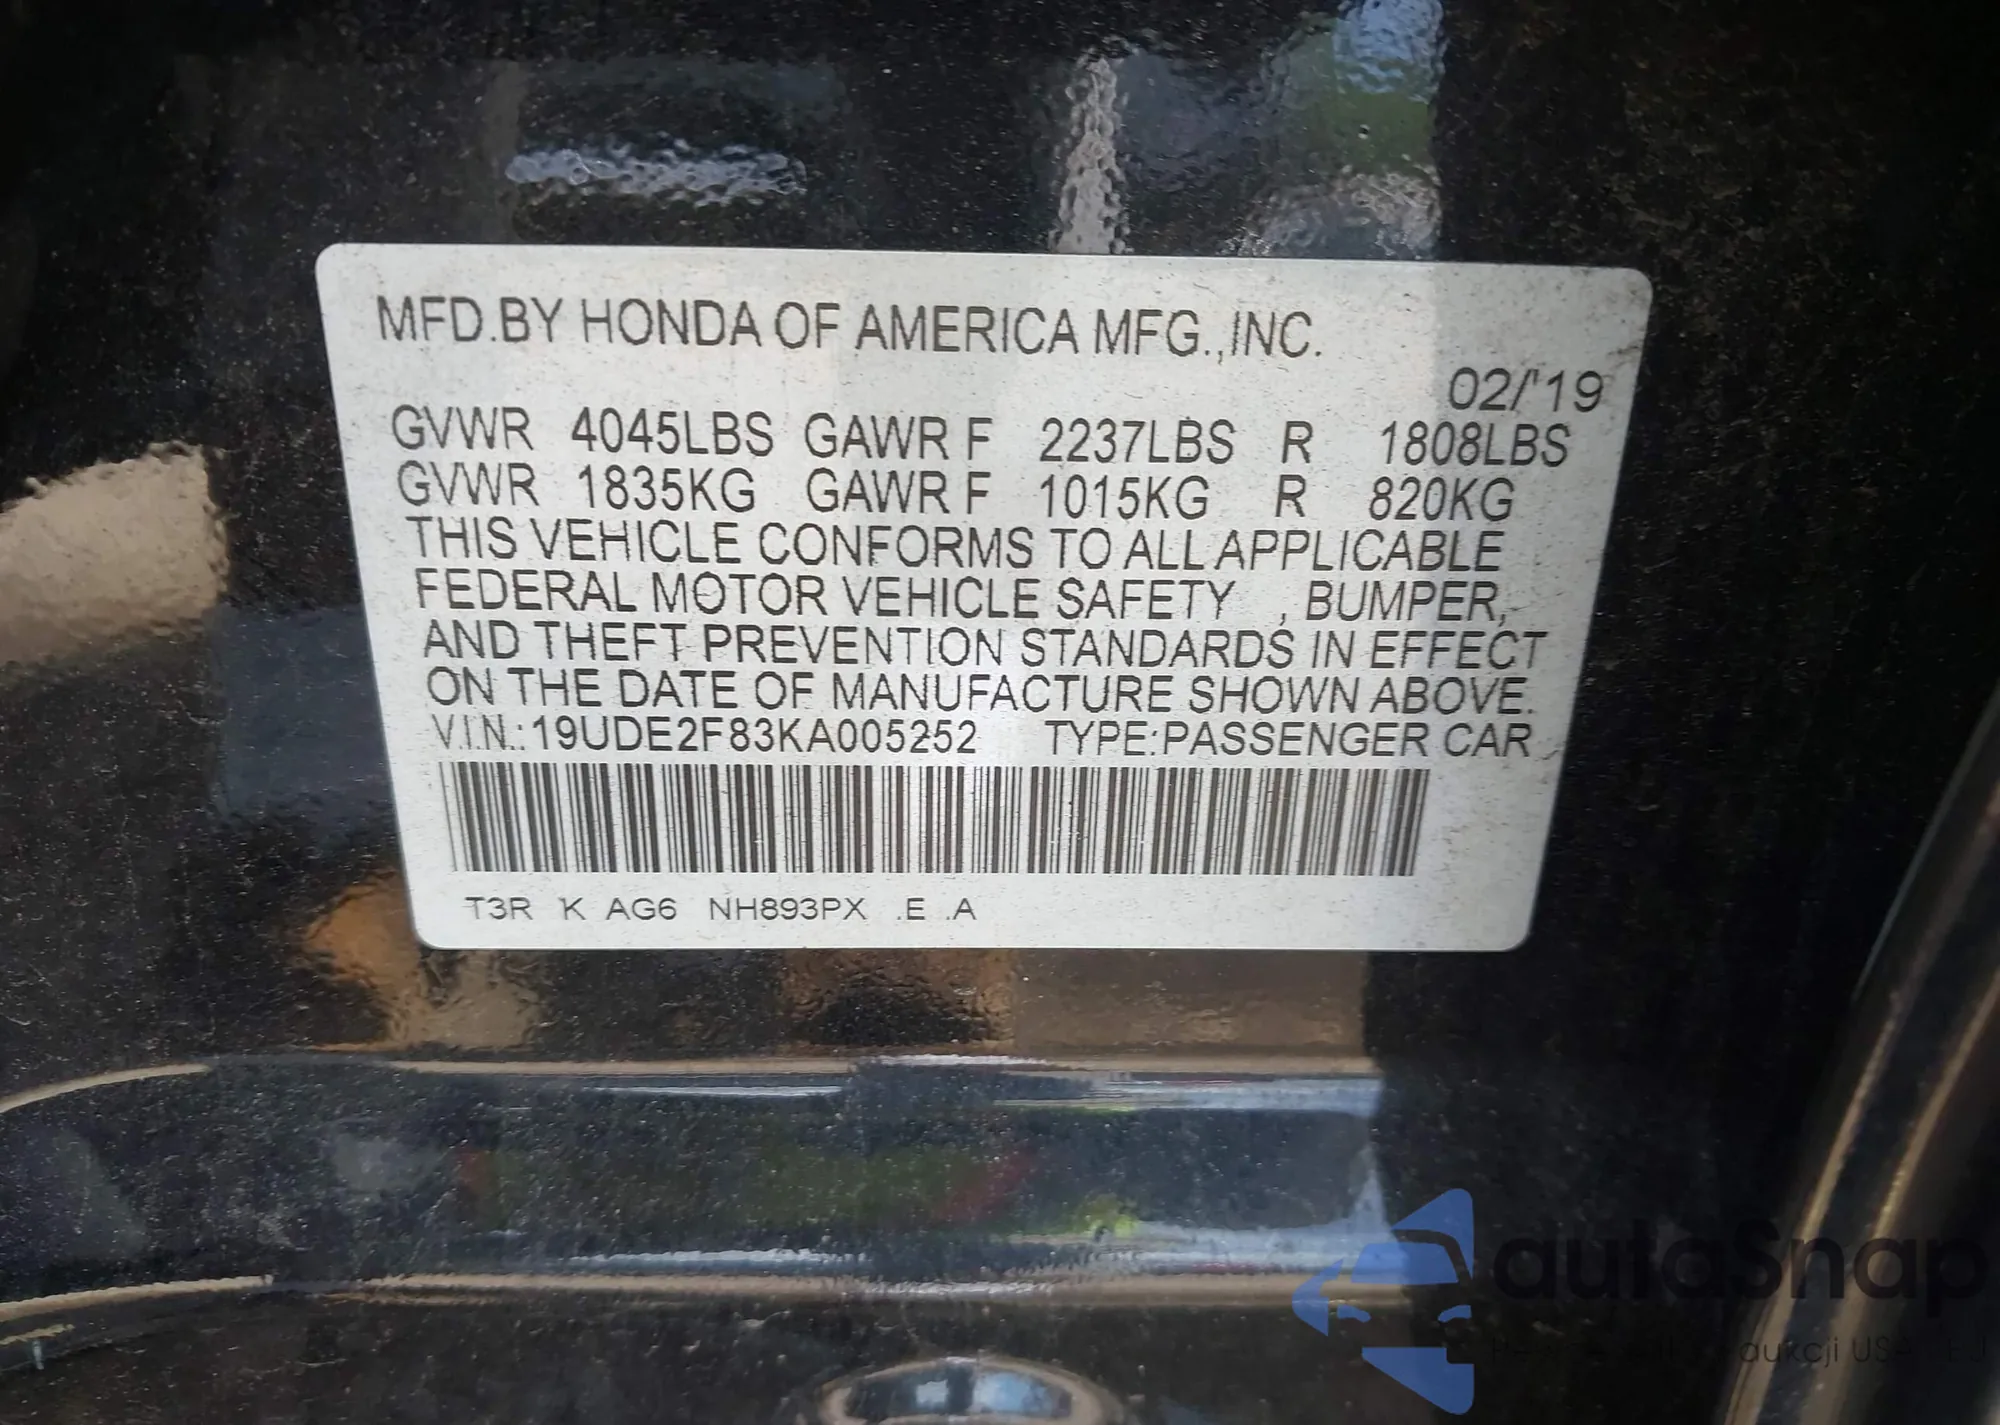 MFD.BY HONDA OF AMERICA MFG.,INC.
02/'19
GVWR 4045LBS GAWR F 2237LBS R 1808LBS
GVWR 1835KG GAWR F 1015KG R 820KG
THIS VEHICLE CONFORMS TO ALL APPLICABLE
FEDERAL MOTOR VEHICLE SAFETY , BUMPER,
AND THEFT PREVENTION STANDARDS IN EFFECT
ON THE DATE OF MANUFACTURE SHOWN ABOVE.
V.I.N.:19UDE2F83KA005252 TYPE:PASSENGER CAR
T3R K AG6 NH893PX .E .A
autaSnap
aukcji